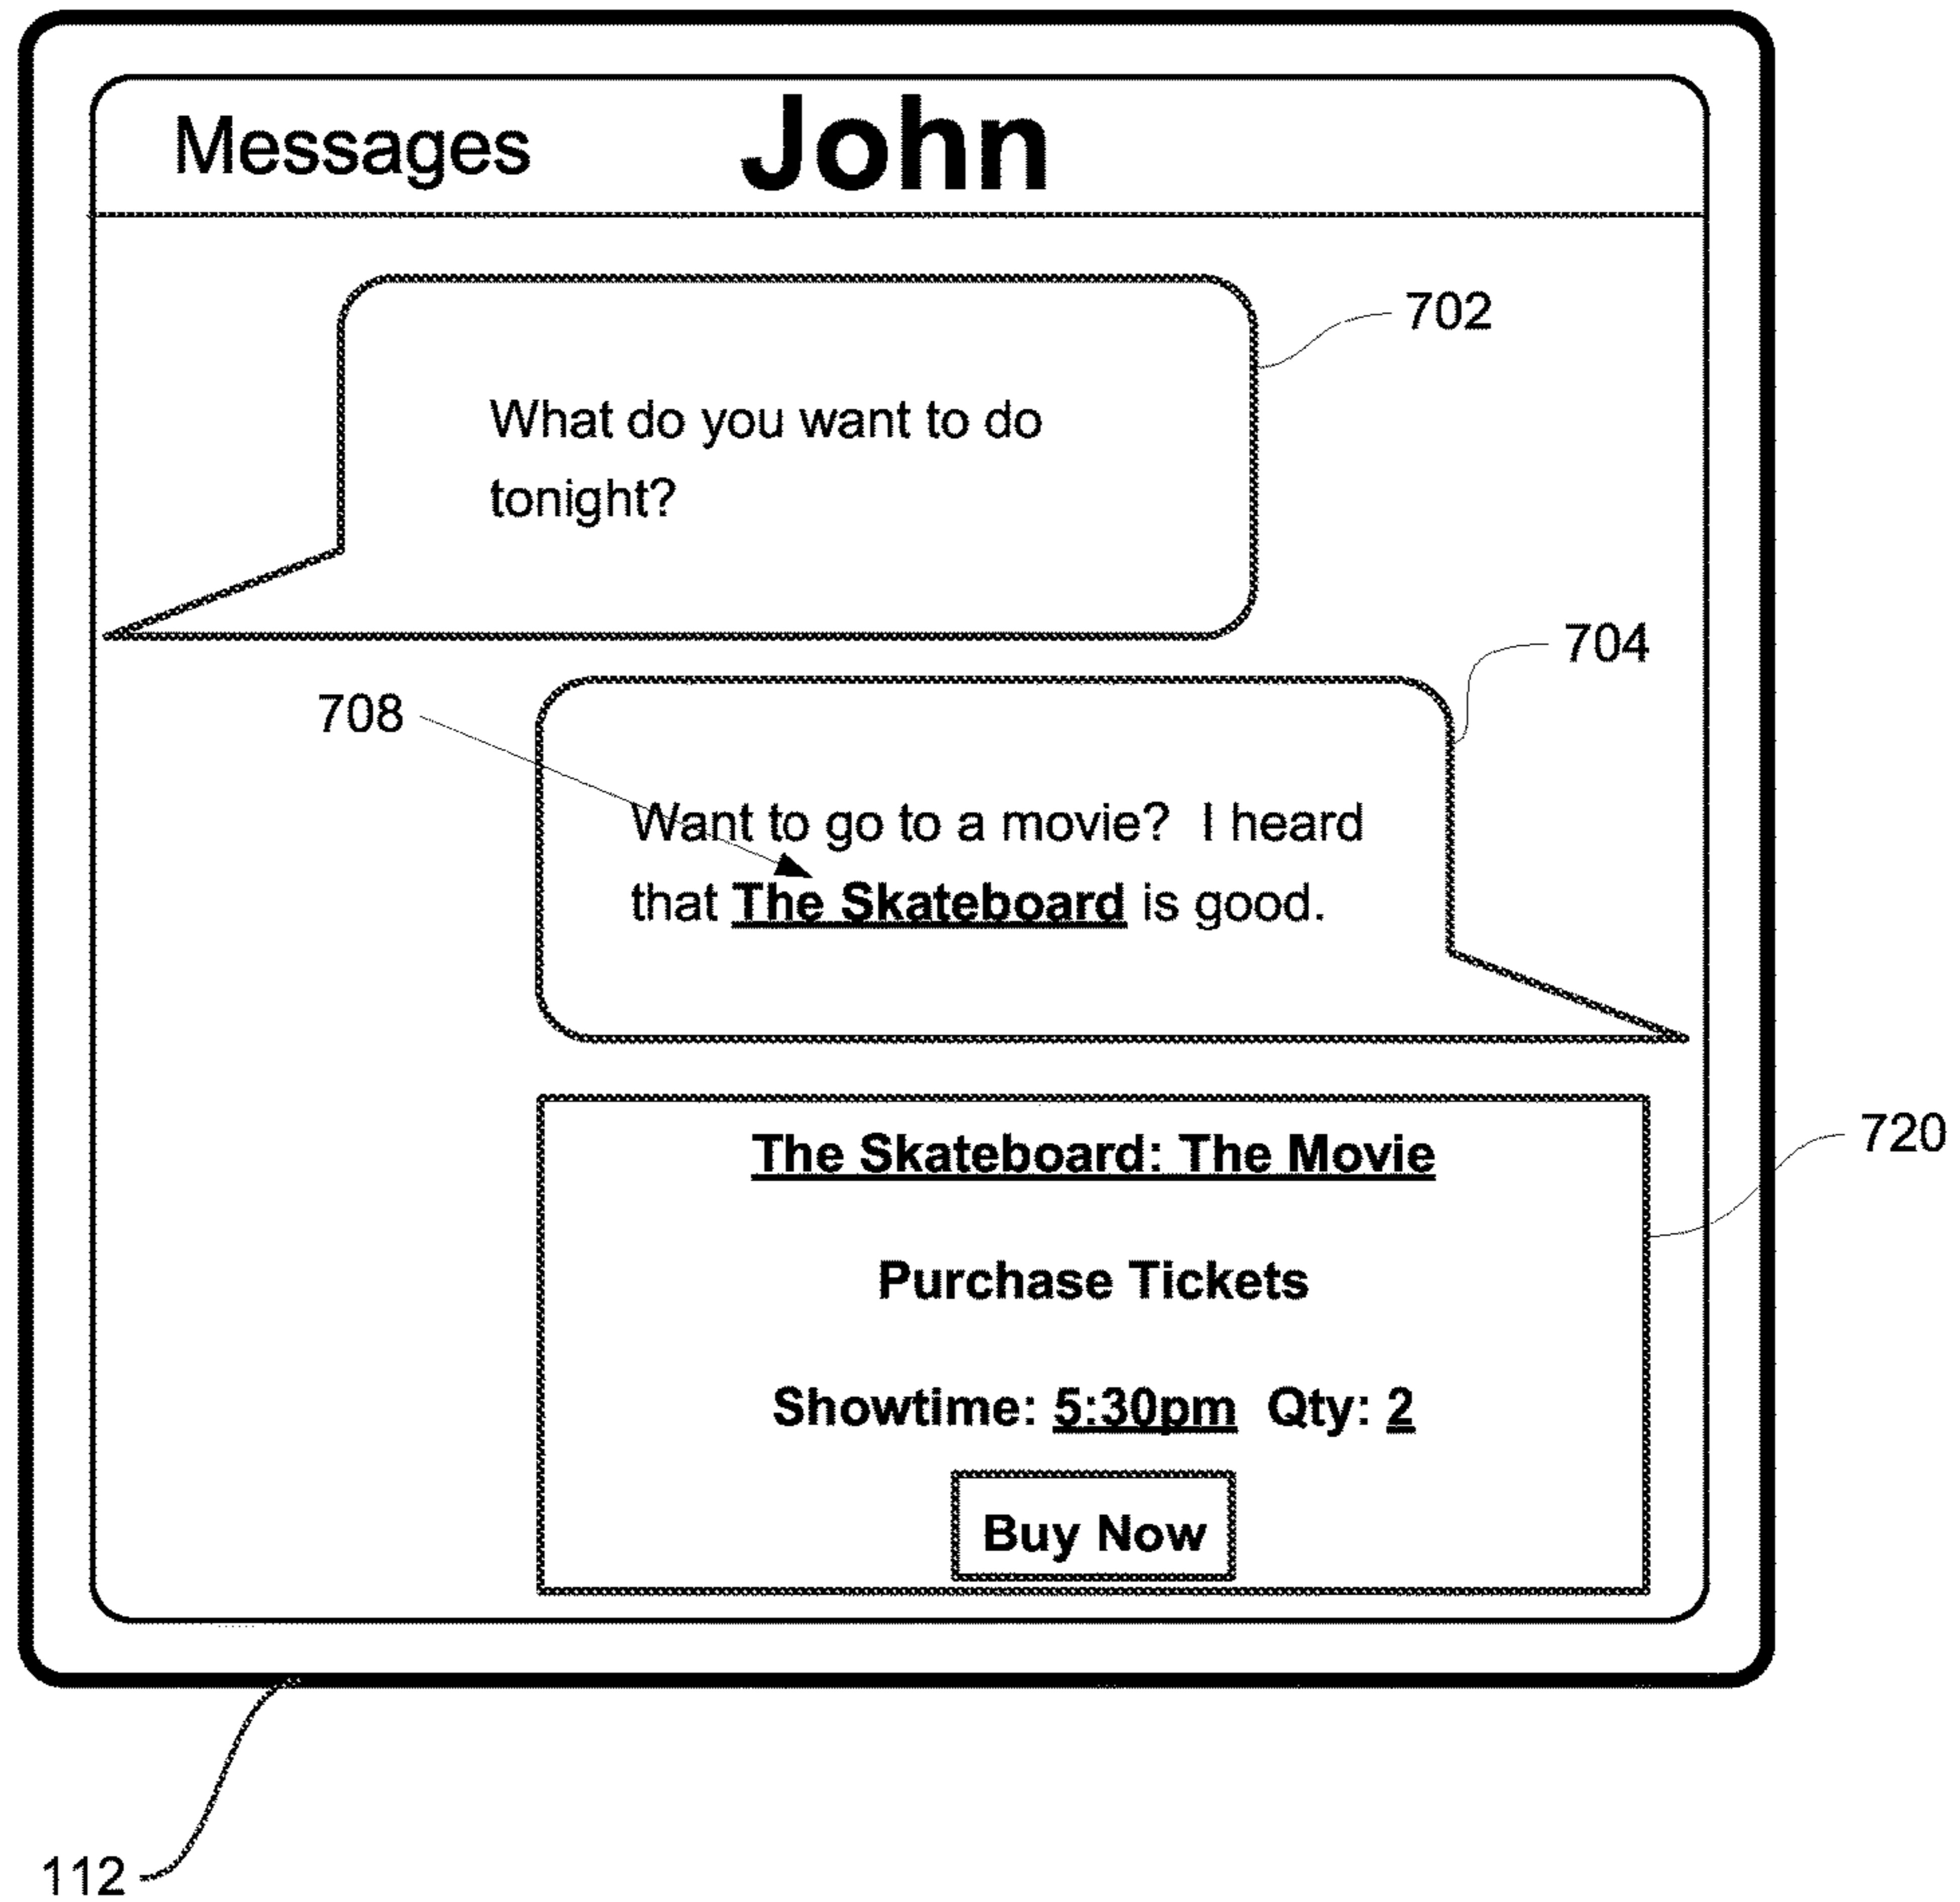 Messages John
702
What do you want to do
tonight?
704
708
Want to go to a movie? I heard
that The Skateboard is good.
720
The Skateboard: The Movie
Purchase Tickets
Showtime: 5:30pm Qty: 2
Buy Now
112